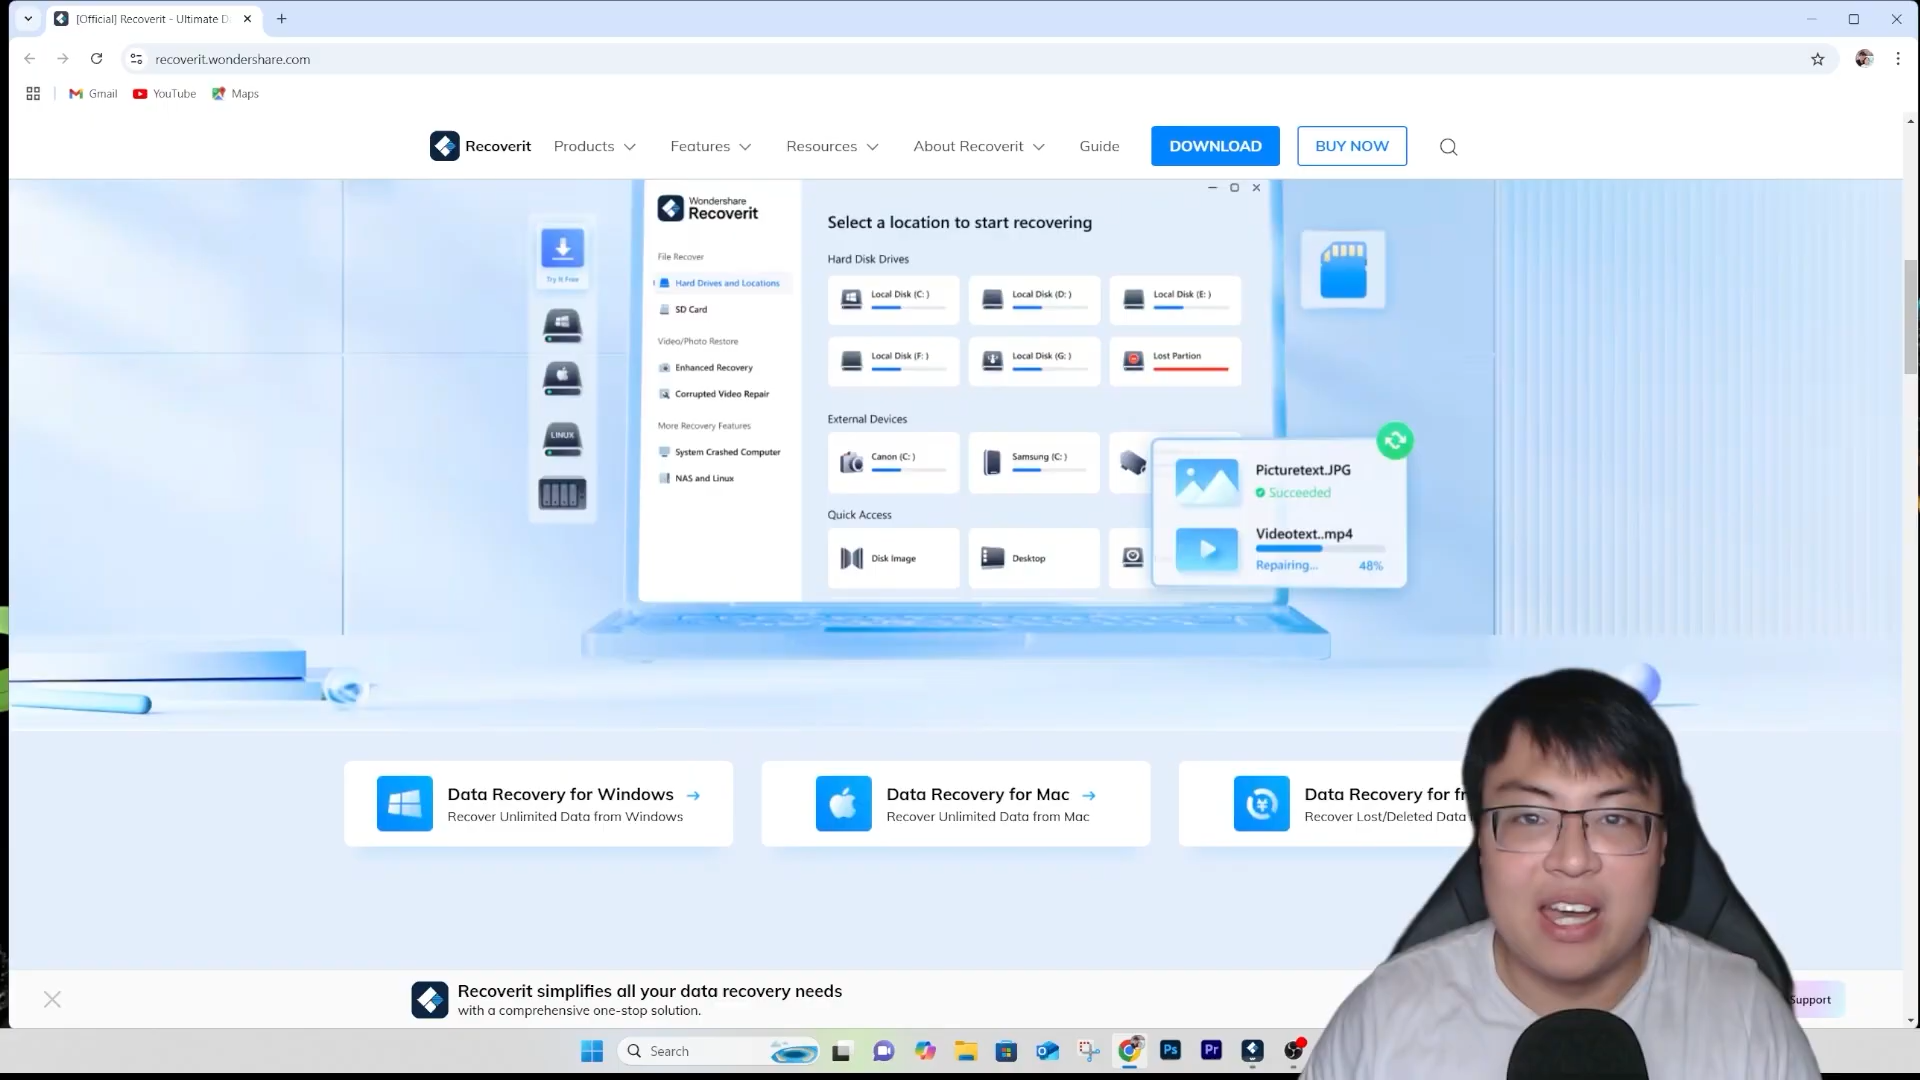 [Official] Recoverit - Ultimate D
recoverit.wondershare.com
Gmail YouTube Maps
Recoverit Products Features Resources About Recoverit Guide DOWNLOAD BUY NOW
Wondershare
Recoverit
File Recover
Hard Drives and Locations
SD Card
Video/Photo Restore
Enhanced Recovery
Corrupted Video Repair
More Recovery Features
System Crashed Computer
NAS and Linux
Try It Free
LINUX
Select a location to start recovering
Hard Disk Drives
Local Disk (C: ) Local Disk (D: ) Local Disk (E: )
Local Disk (F: ) Local Disk (G: ) Lost Partion
External Devices
Canon (C: ) Samsung (C: )
Quick Access
Disk Image Desktop
Picturetext.JPG
Succeeded
Videotext..mp4
Repairing... 48%
Data Recovery for Windows →
Recover Unlimited Data from Windows
Data Recovery for Mac →
Recover Unlimited Data from Mac
Data Recovery for fr
Recover Lost/Deleted Data
Recoverit simplifies all your data recovery needs
with a comprehensive one-stop solution.
Support
Search
Ps
Pr